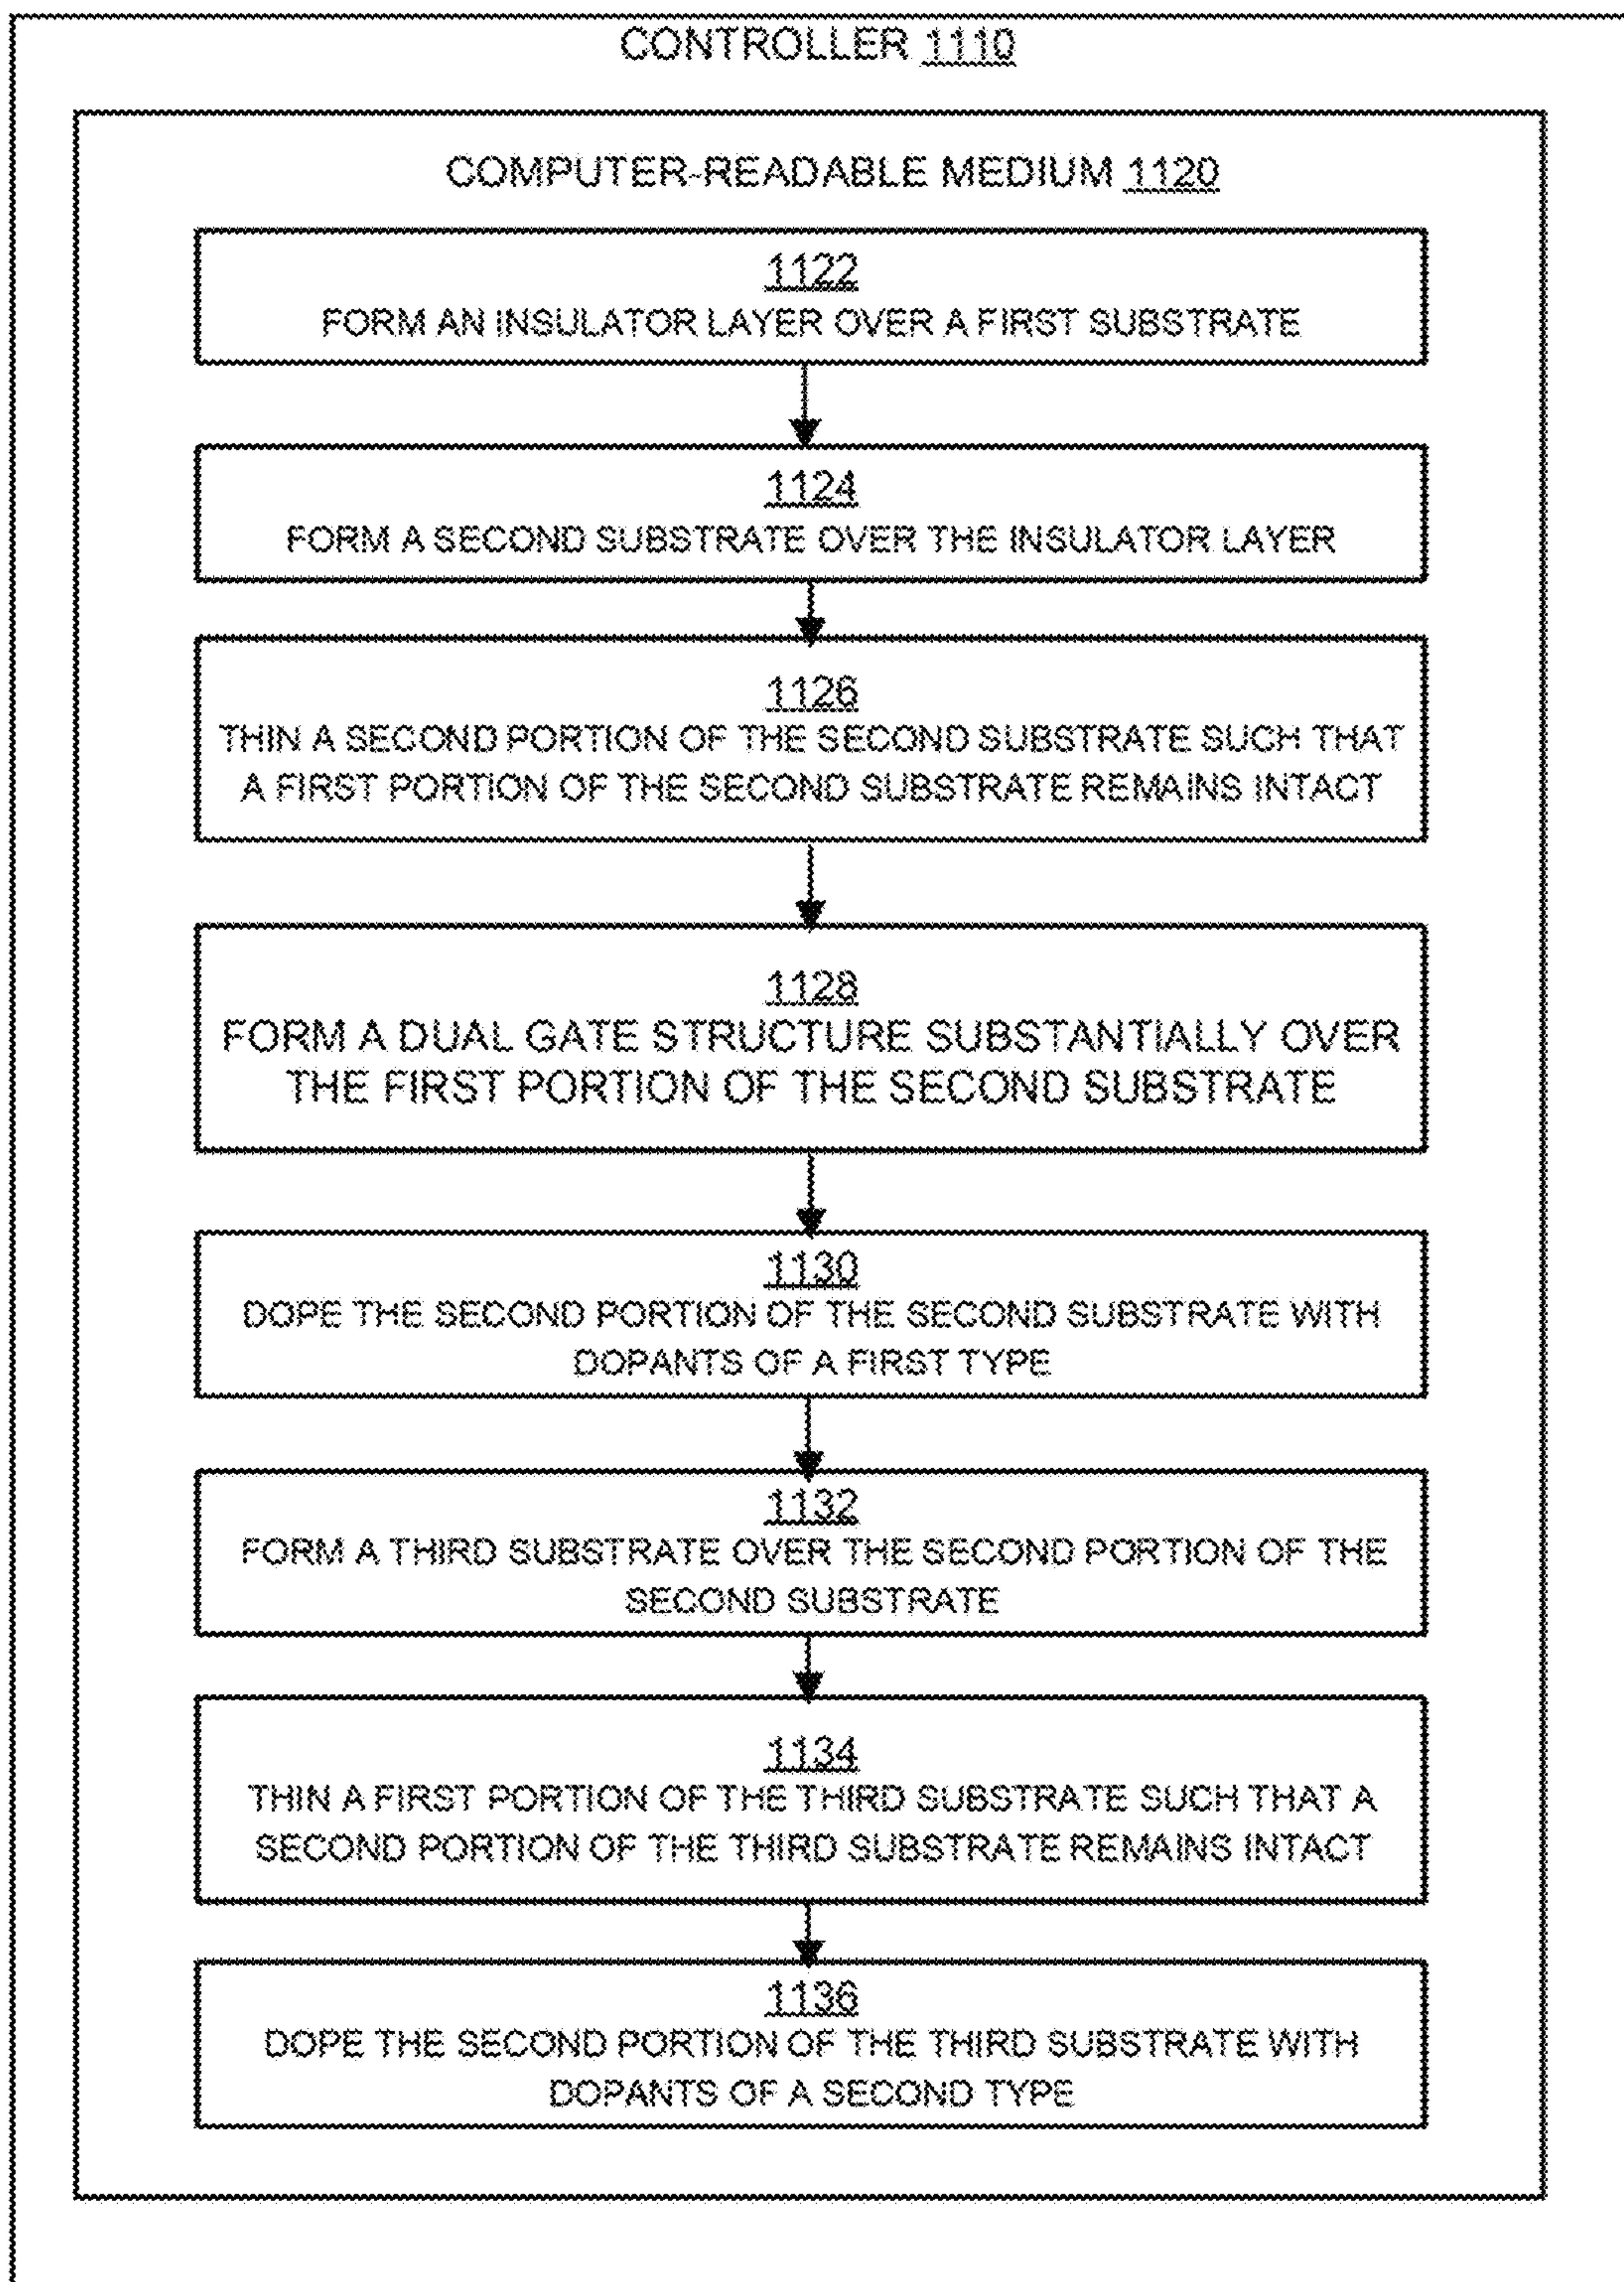 CONTROLLER 1110
COMPUTER-READABLE MEDIUM 1120
1122
FORM AN INSULATOR LAYER OVER A FIRST SUBSTRATE
1124
FORM A SECOND SUBSTRATE OVER THE INSULATOR LAYER
1126
THIN A SECOND PORTION OF THE SECOND SUBSTRATE SUCH THAT
A FIRST PORTION OF THE SECOND SUBSTRATE REMAINS INTACT
1128
FORM A DUAL GATE STRUCTURE SUBSTANTIALLY OVER
THE FIRST PORTION OF THE SECOND SUBSTRATE
1130
DOPE THE SECOND PORTION OF THE SECOND SUBSTRATE WITH
DOPANTS OF A FIRST TYPE
1132
FORM A THIRD SUBSTRATE OVER THE SECOND PORTION OF THE
SECOND SUBSTRATE
1134
THIN A FIRST PORTION OF THE THIRD SUBSTRATE SUCH THAT A
SECOND PORTION OF THE THIRD SUBSTRATE REMAINS INTACT
1136
DOPE THE SECOND PORTION OF THE THIRD SUBSTRATE WITH
DOPANTS OF A SECOND TYPE